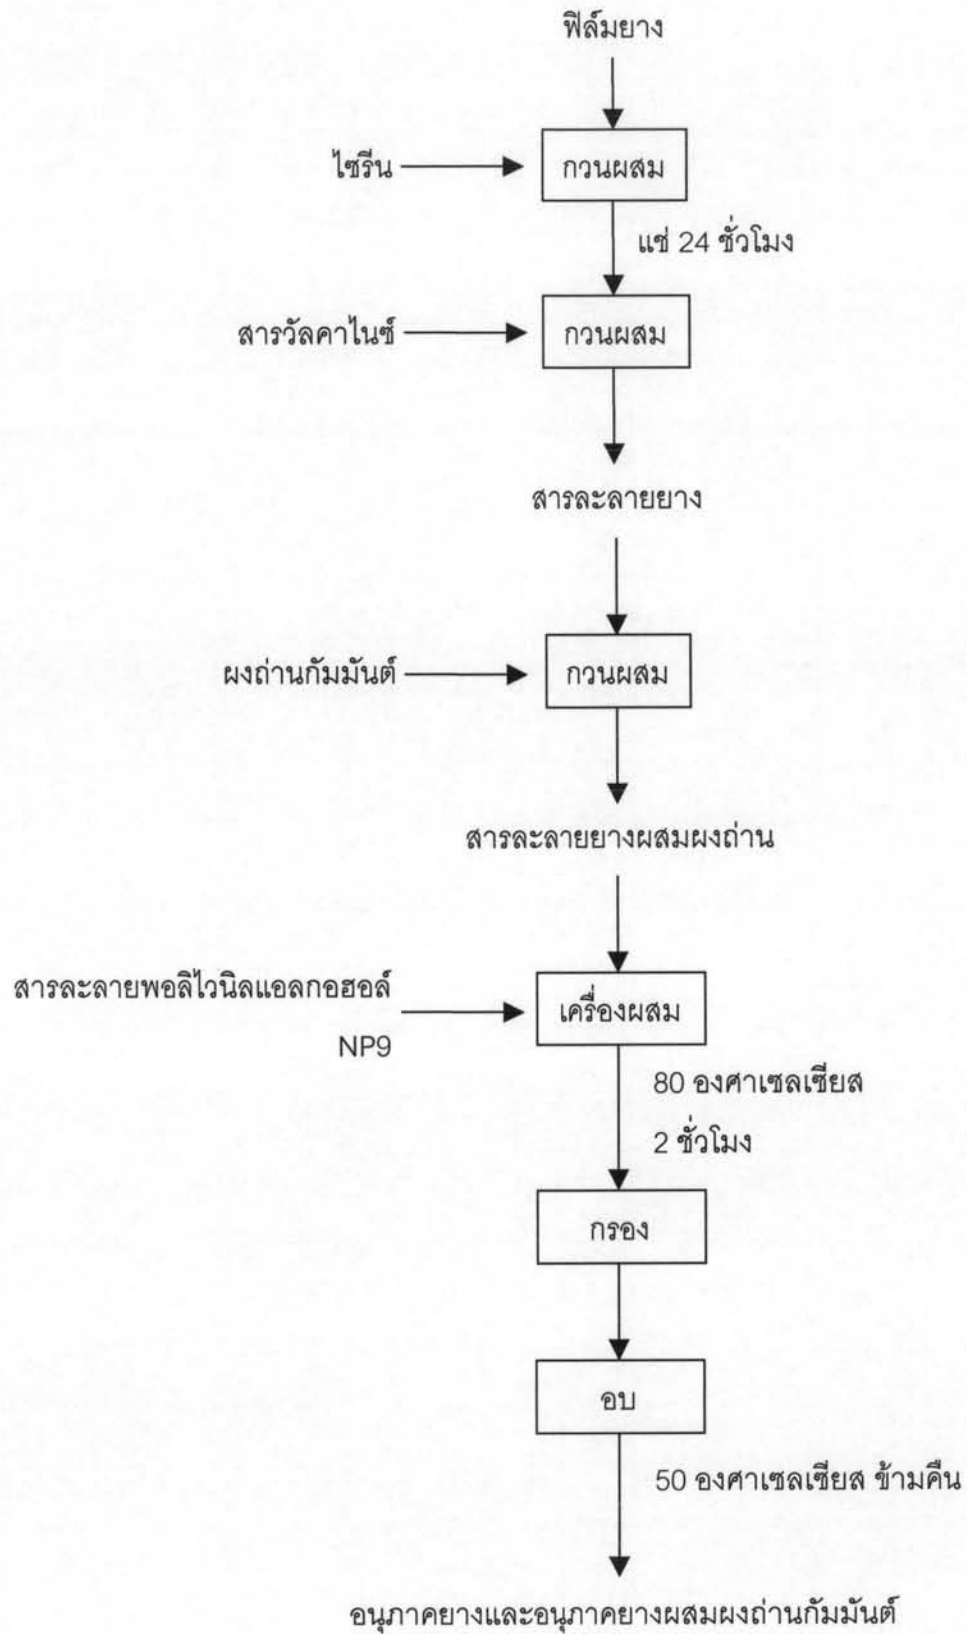 ฟิล์มยาง
ไซรีน
กวนผสม
แช่ 24 ชั่วโมง
สารวัลคาไนซ์
กวนผสม
สารละลายยาง
ผงถ่านกัมมันต์
กวนผสม
สารละลายยางผสมผงถ่าน
สารละลายพอลิไวนิลแอลกอฮอล์
NP9
เครื่องผสม
80 องศาเซลเซียส
2 ชั่วโมง
กรอง
อบ
50 องศาเซลเซียส ข้ามคืน
อนุภาคยางและอนุภาคยางผสมผงถ่านกัมมันต์